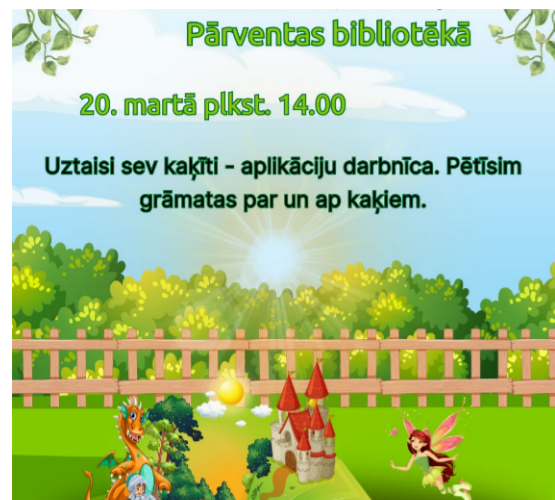 Pārventas bibliotēkā
20. martā plkst. 14.00
Uztaisi sev kaķīti - aplikāciju darbnīca. Pētīsim
grāmatas par un ap kaķiem.